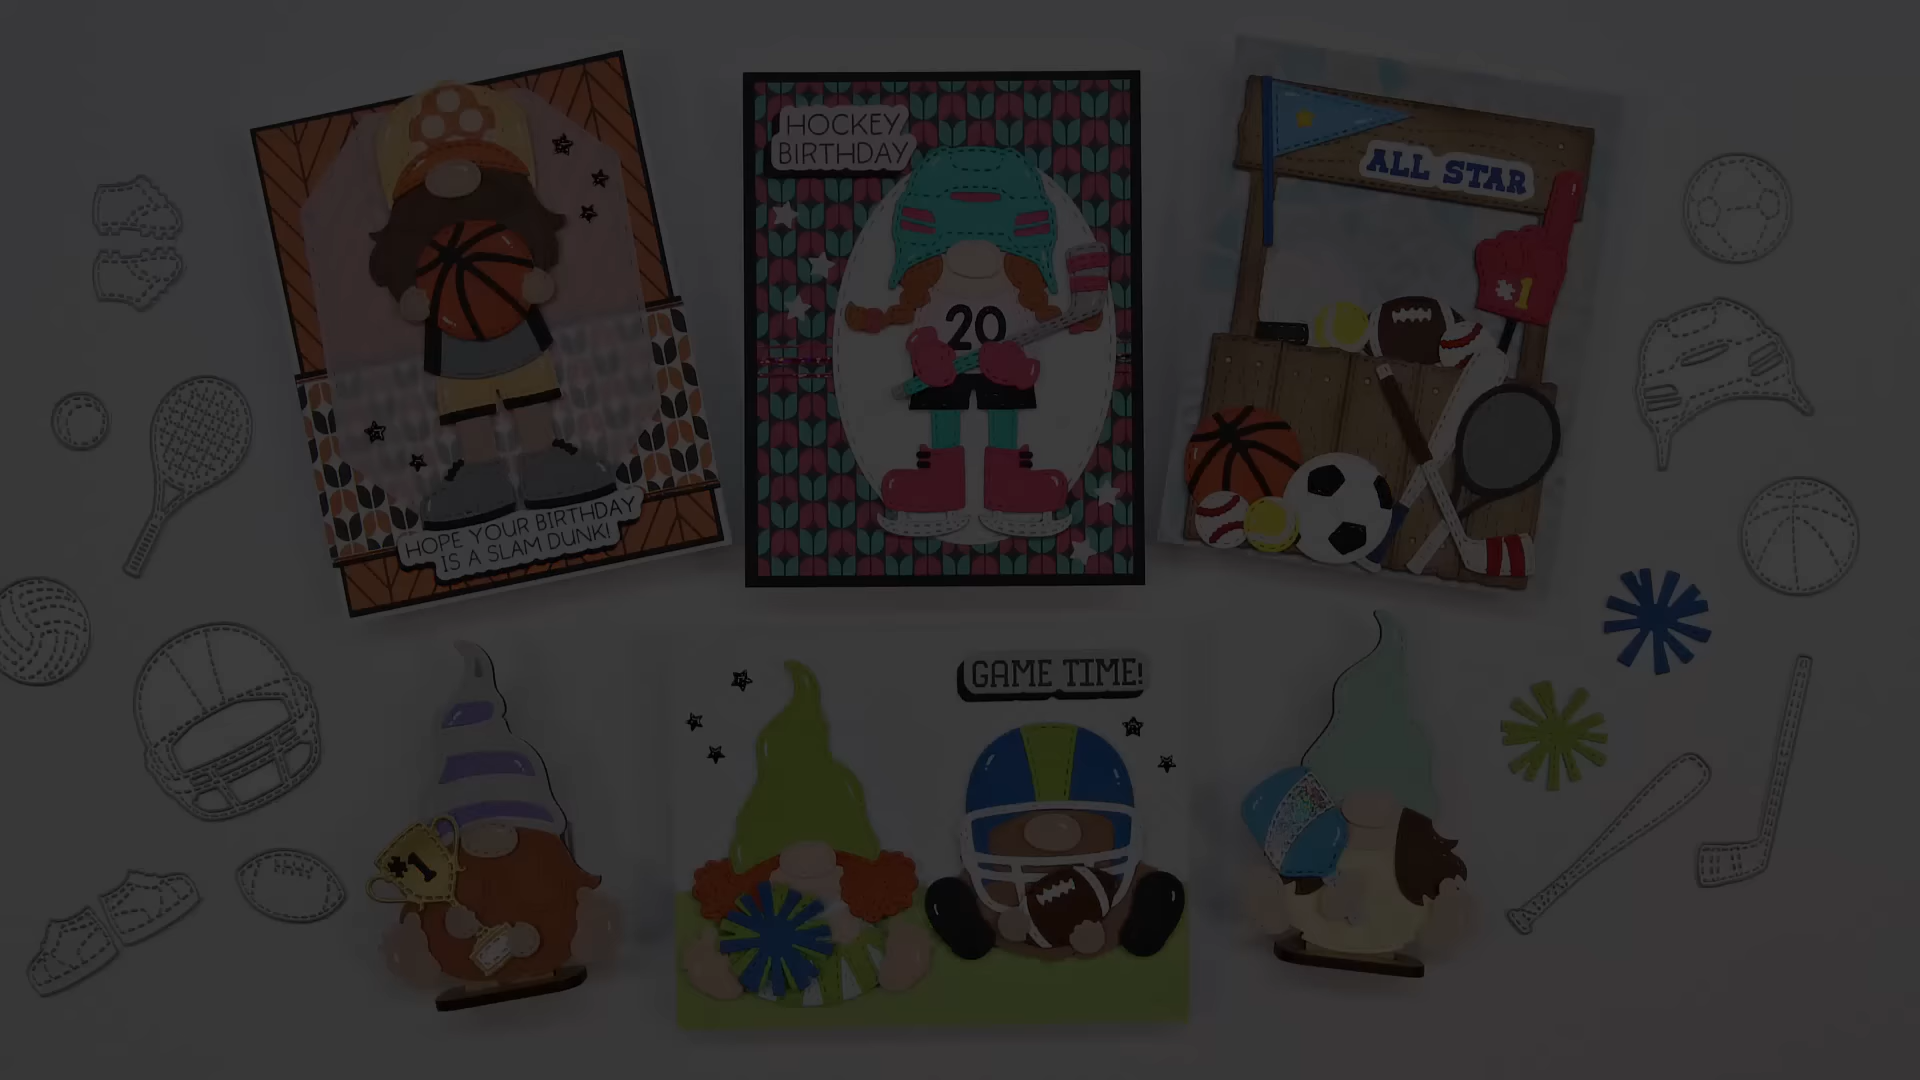 HOPE YOUR BIRTHDAY
IS A SLAM DUNK!
HOCKEY
BIRTHDAY
20
ALL STAR
#1
#1
GAME TIME!